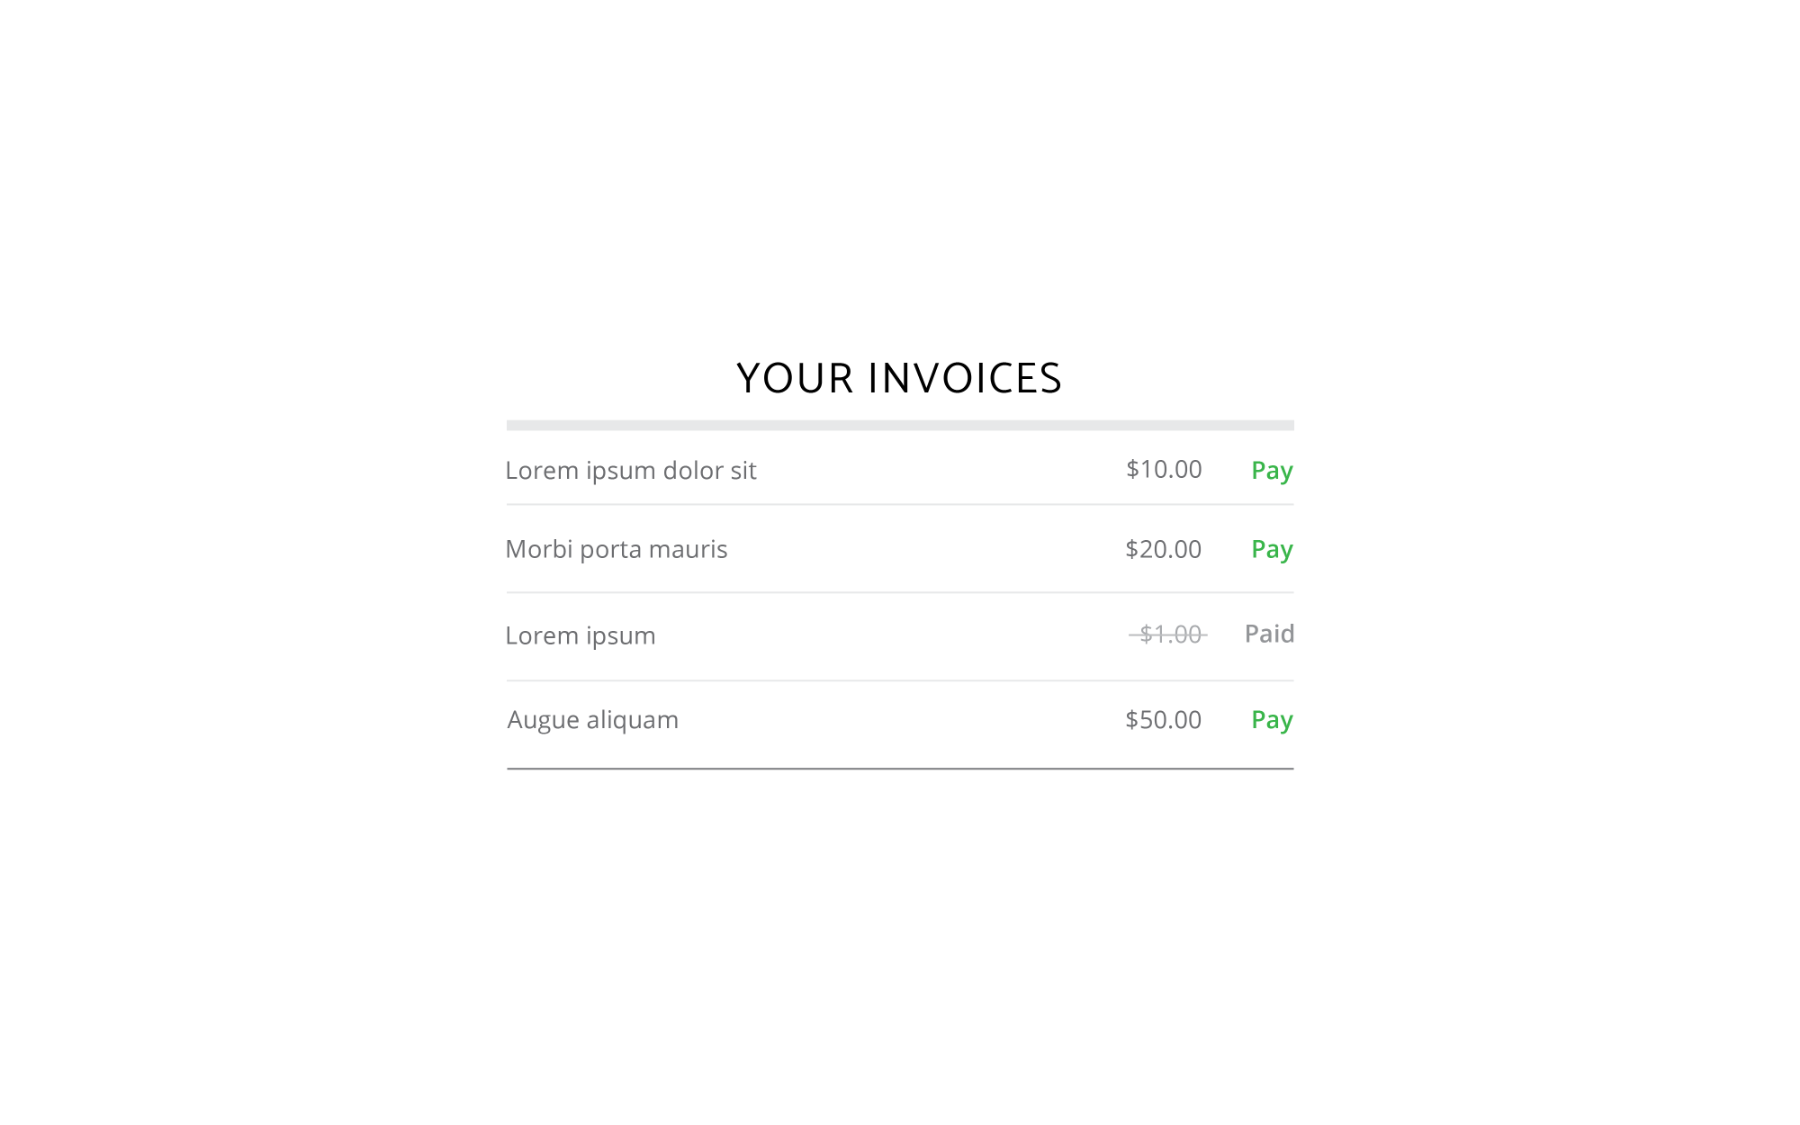 YOUR INVOICES
Lorem ipsum dolor sit $10.00 Pay
Morbi porta mauris $20.00 Pay
Lorem ipsum $1.00 Paid
Augue aliquam $50.00 Pay